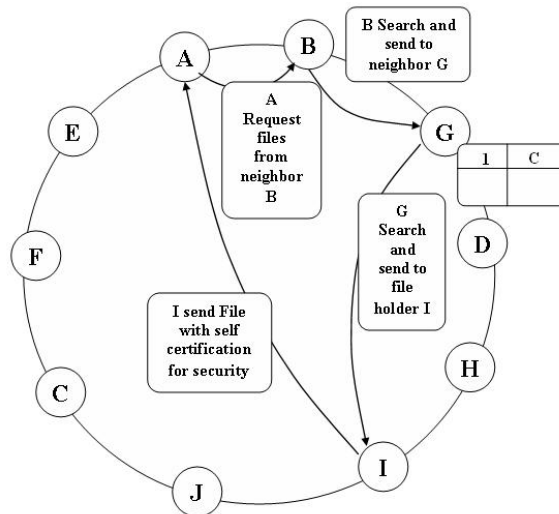 B Search and
send to
neighbor G
A
B
A
Request
files
from
neighbor
B
G
1 C
E
D
G
Search
and
send to
file
holder I
F
I send File
with self
certification
for security
H
C
I
J